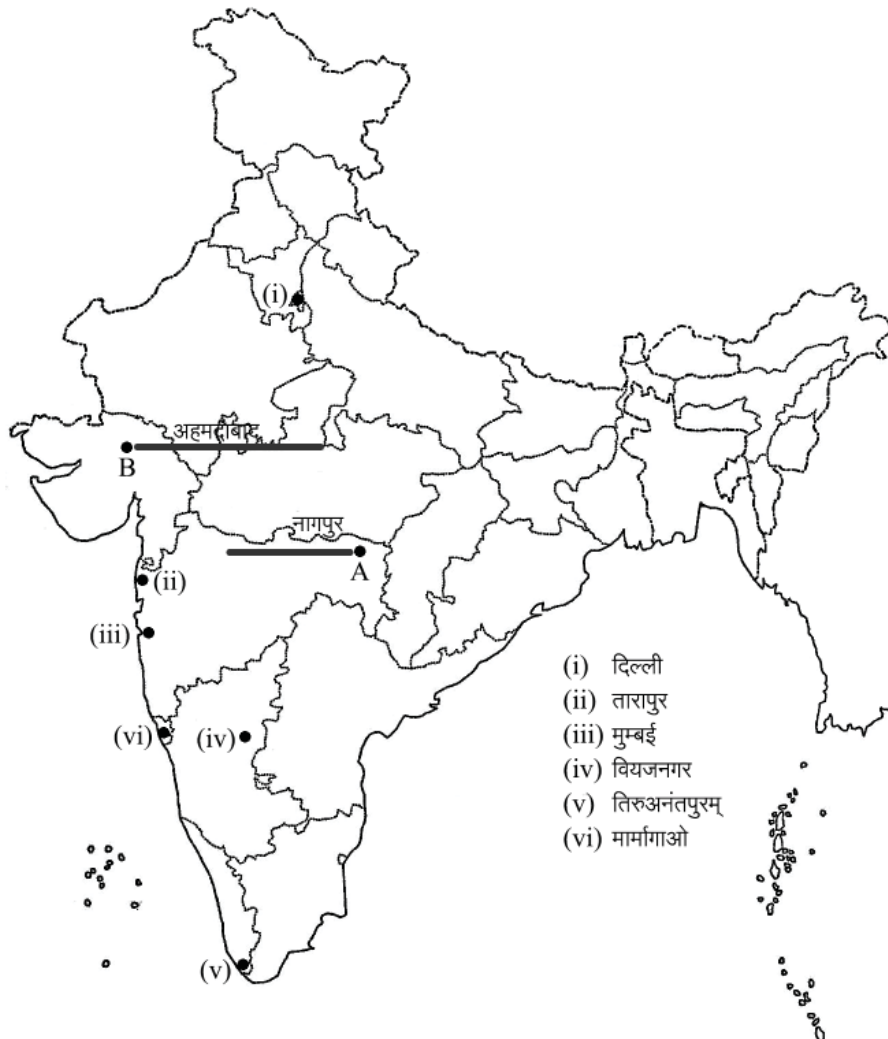 (i)
अहमदाबाद
B
नागपुर
A
(ii)
(iii)
(vi)
(iv)
(v)
(i) दिल्ली
(ii) तारापुर
(iii) मुम्बई
(iv) वियजनगर
(v) तिरुअनंतपुरम्
(vi) मार्मागाओ